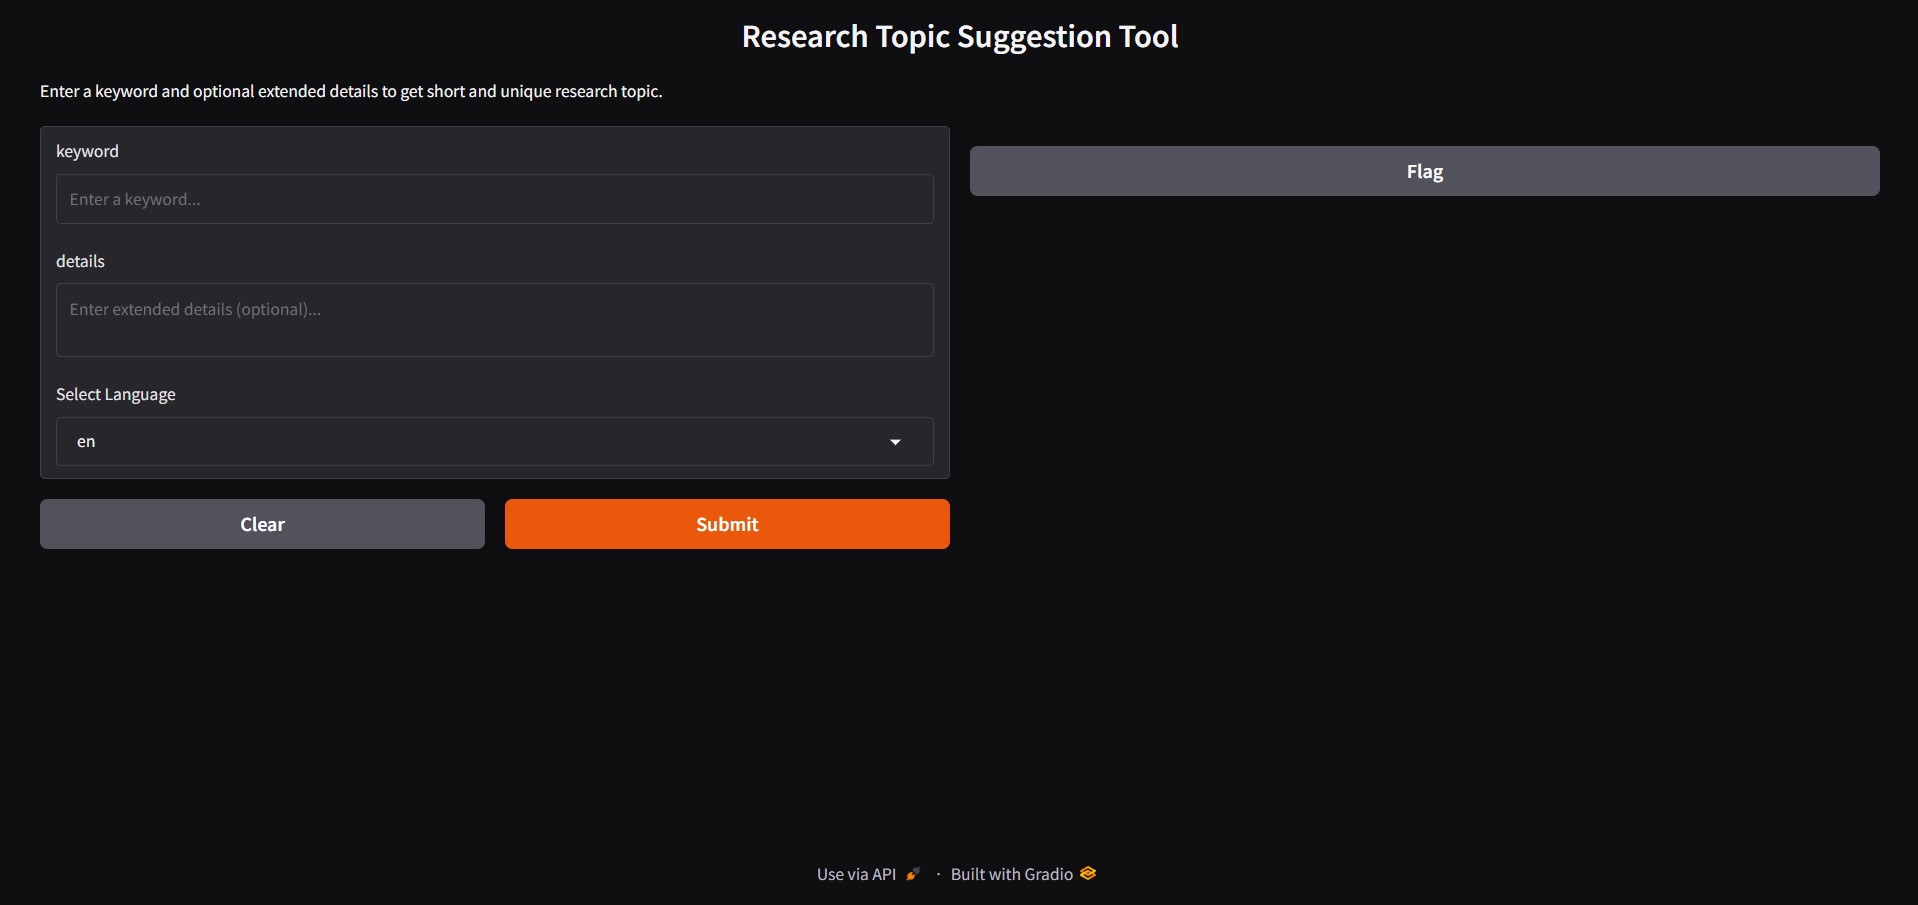 Research Topic Suggestion Tool
Enter a keyword and optional extended details to get short and unique research topic.
keyword
Enter a keyword...
details
Enter extended details (optional)...
Select Language
en
Clear
Submit
Flag
Use via API · Built with Gradio